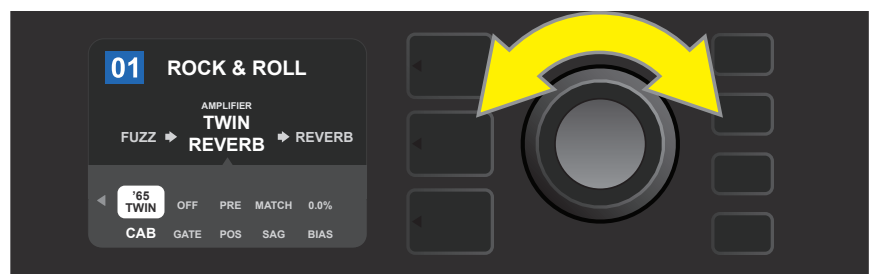 01 ROCK & ROLL
AMPLIFIER
TWIN
FUZZ REVERB REVERB
'65
TWIN OFF PRE MATCH 0.0%
CAB GATE POS SAG BIAS